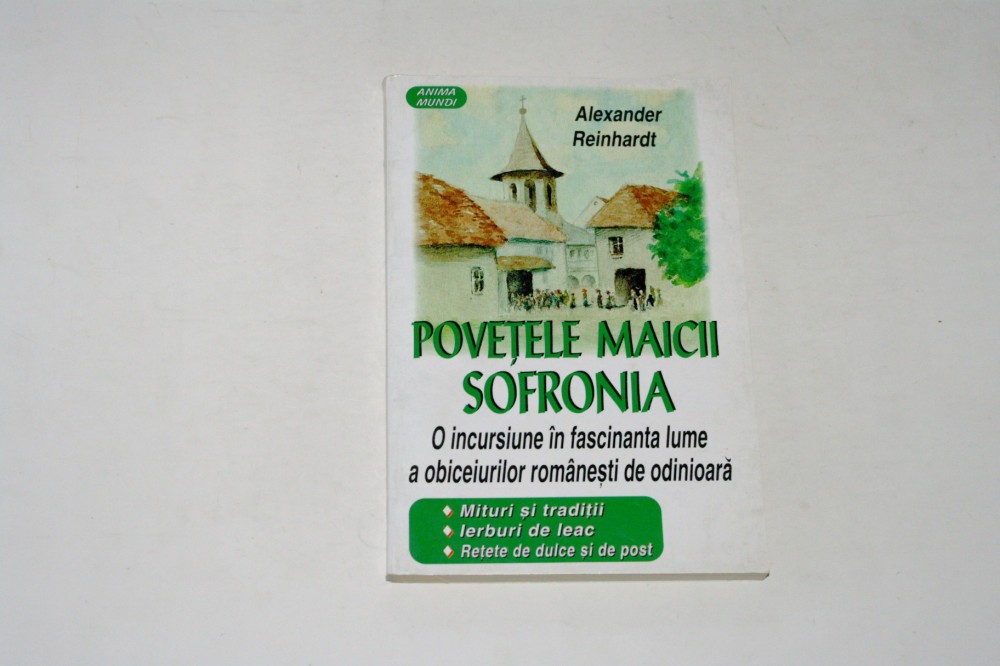 ANIMA
MUNDI
Alexander
Reinhardt
POVEȚELE MAICII
SOFRONIA
O incursiune în fascinanta lume
a obiceiurilor românești de odinioară
Mituri și tradiții
Ierburi de leac
Rețete de dulce și de post